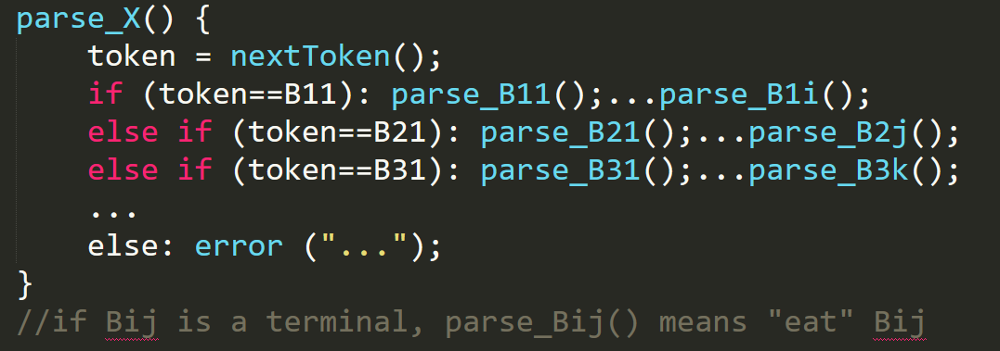 parse_X() {
token = nextToken();
if (token==B11): parse_B11();...parse_B1i();
else if (token==B21): parse_B21();...parse_B2j();
else if (token==B31): parse_B31();...parse_B3k();
...
else: error ("...");
}
//if Bij is a terminal, parse_Bij() means "eat" Bij